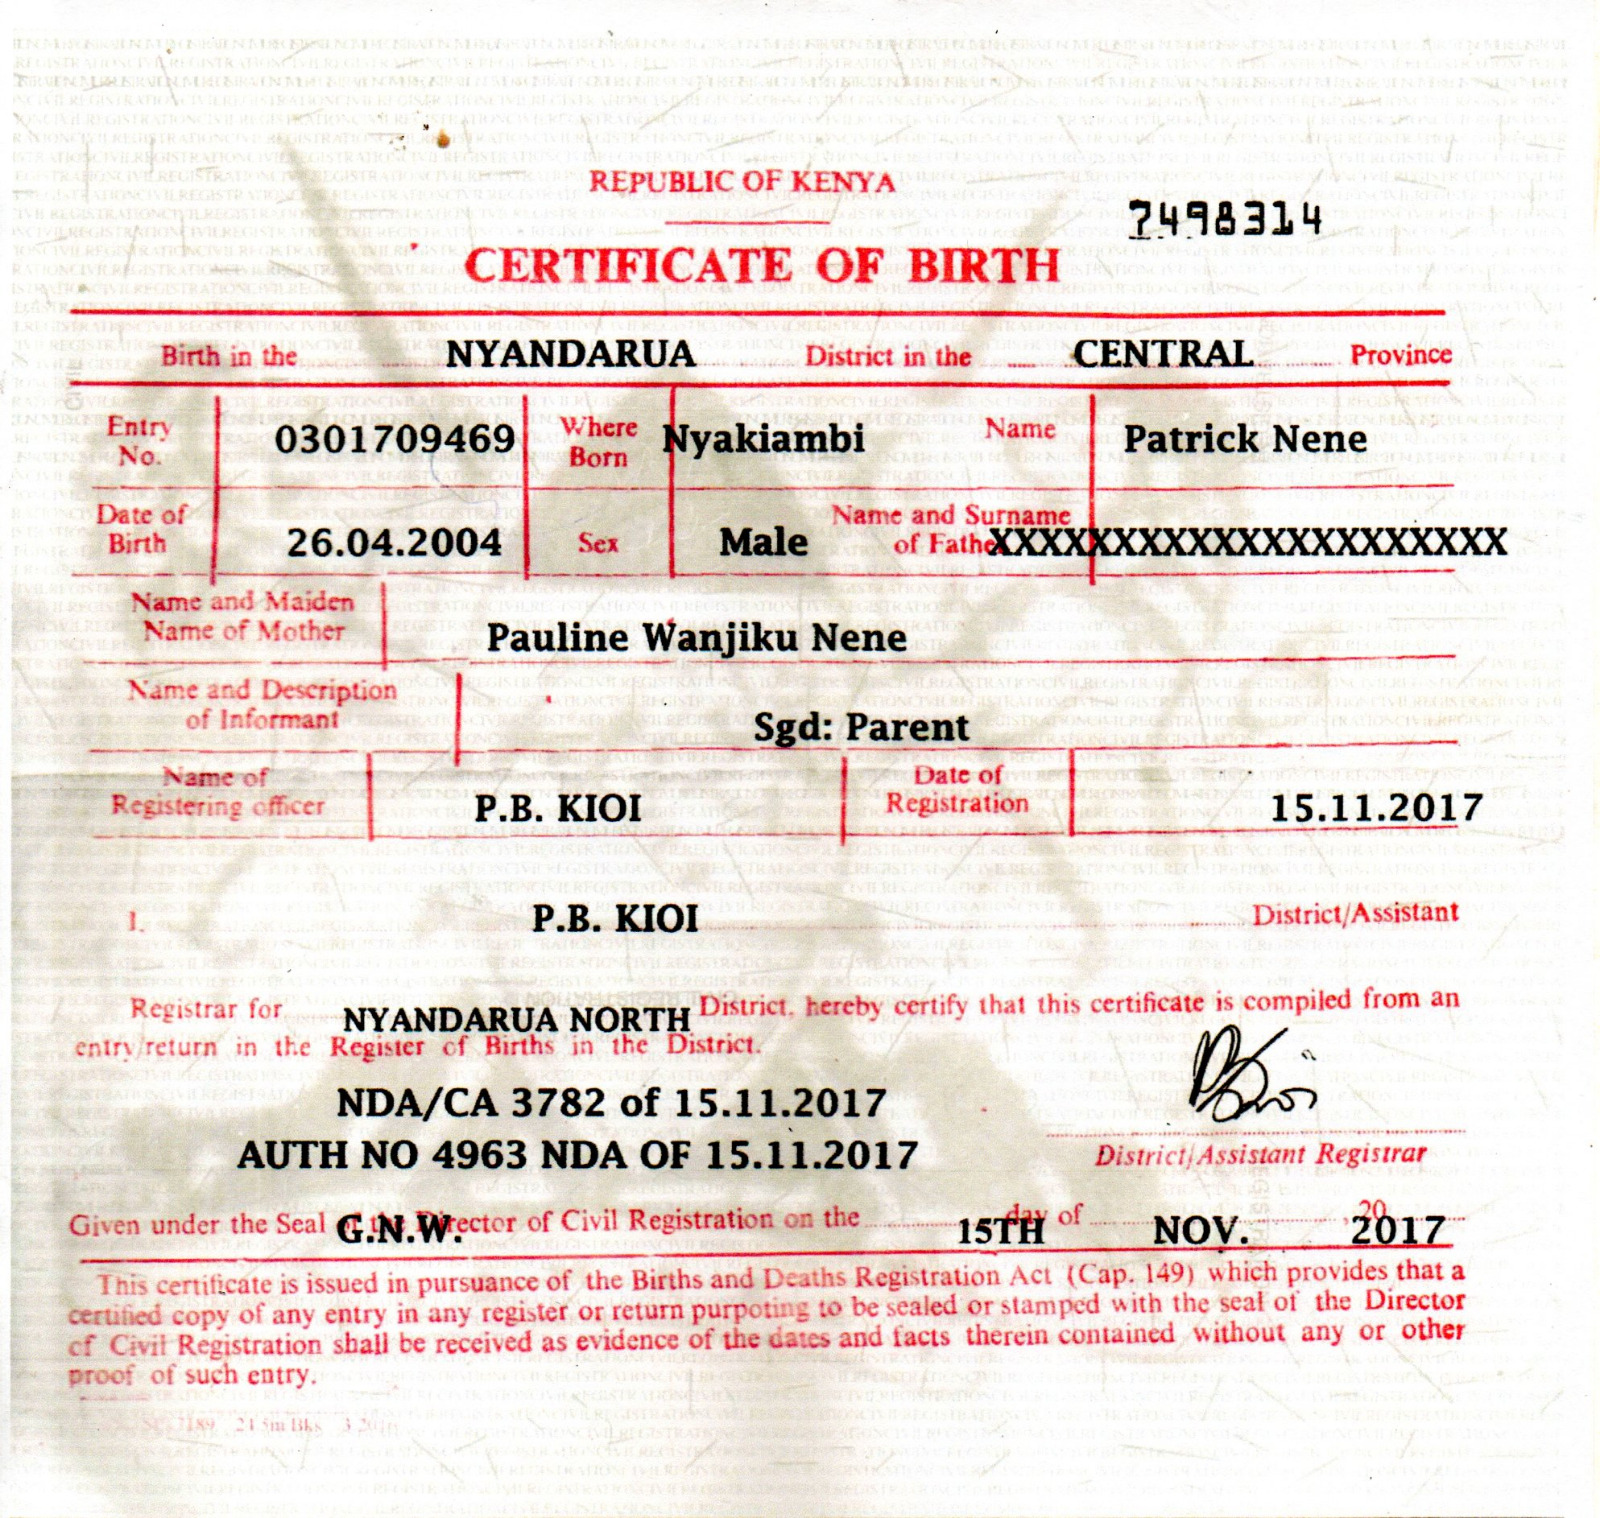 REPUBLIC OF KENYA
7498314
CERTIFICATE OF BIRTH
Birth in the NYANDARUA District in the CENTRAL Province
Entry No. 0301709469 Where Born Nyakiambi Name Patrick Nene
Date of Birth 26.04.2004 Sex Male Name and Surname of Father XXXXXXXXXXXXXXXXXXXXXX
Name and Maiden Name of Mother Pauline Wanjiku Nene
Name and Description of Informant Sgd: Parent
Name of Registering officer P.B. KIOI Date of Registration 15.11.2017
I, P.B. KIOI District/Assistant
Registrar for NYANDARUA NORTH District, hereby certify that this certificate is compiled from an
entry/return in the Register of Births in the District.
NDA/CA 3782 of 15.11.2017
AUTH NO 4963 NDA OF 15.11.2017
District/Assistant Registrar
Given under the Seal of the Director of Civil Registration on the 15TH day of NOV. 20 2017
G.N.W.
This certificate is issued in pursuance of the Births and Deaths Registration Act (Cap. 149) which provides that a
certified copy of any entry in any register or return purpoting to be sealed or stamped with the seal of the Director
of Civil Registration shall be received as evidence of the dates and facts therein contained without any or other
proof of such entry.